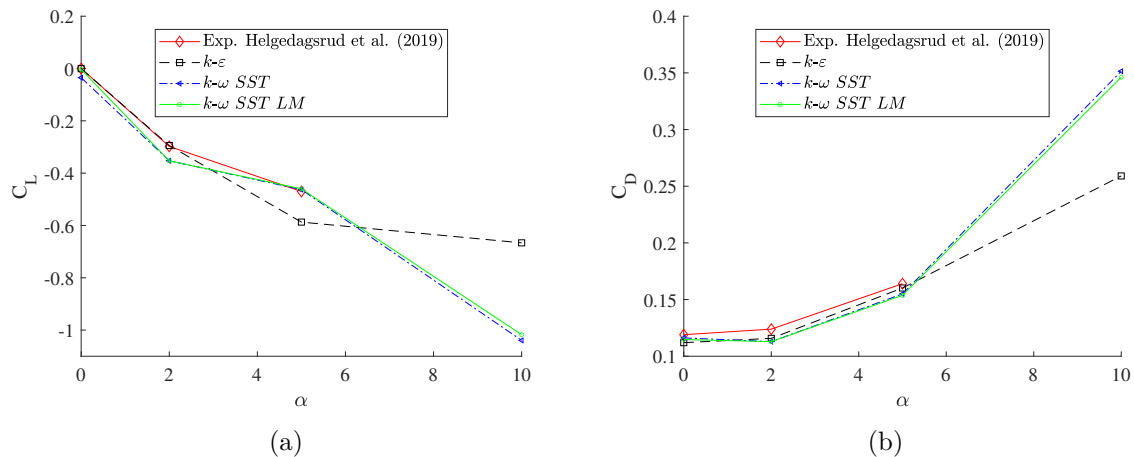 0.2
0
-0.2
-0.4
-0.6
-0.8
-1
C_L
0 2 4 6 8 10
α
Exp. Helgedagsrud et al. (2019)
k-ε
k-ω SST
k-ω SST LM
(a)
0.4
0.35
0.3
0.25
0.2
0.15
0.1
C_D
0 2 4 6 8 10
α
Exp. Helgedagsrud et al. (2019)
k-ε
k-ω SST
k-ω SST LM
(b)